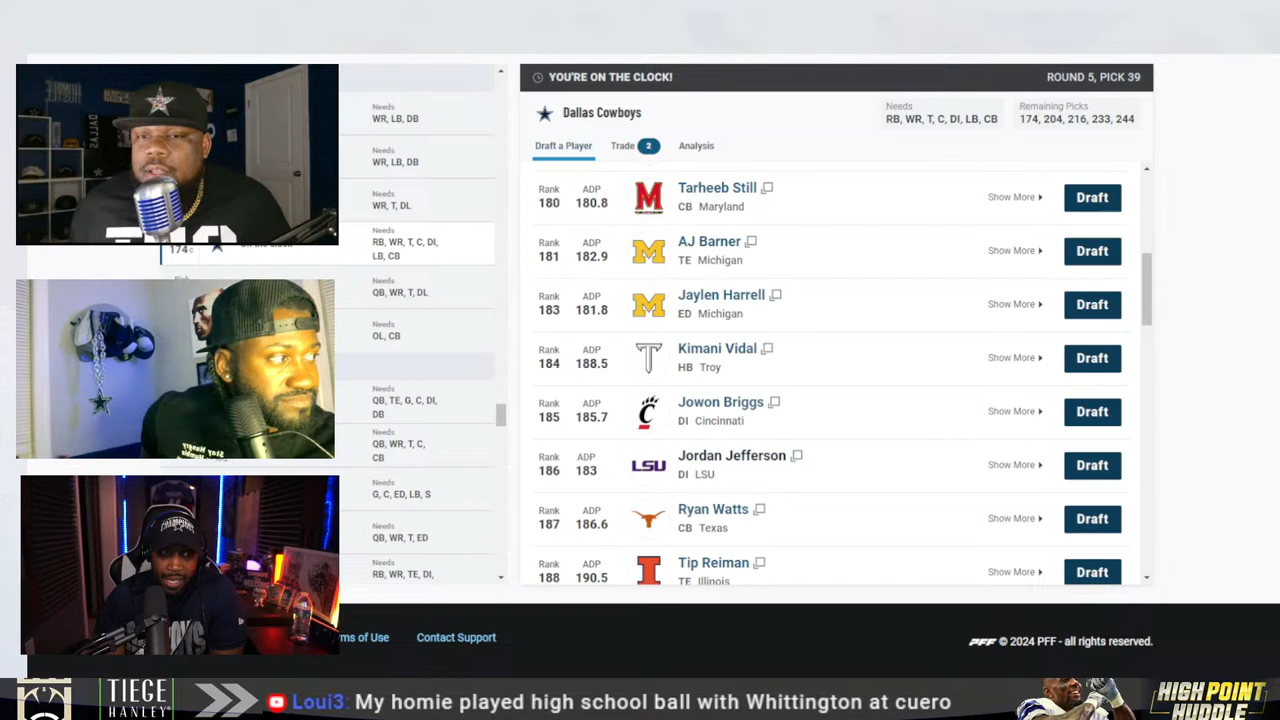 YOU'RE ON THE CLOCK!
ROUND 5, PICK 39
Dallas Cowboys
Needs
RB, WR, T, C, DI, LB, CB
Remaining Picks
174, 204, 216, 233, 244
Draft a Player
Trade 2
Analysis
Rank 180
ADP 180.8
Tarheeb Still
CB Maryland
Show More
Draft
Rank 181
ADP 182.9
AJ Barner
TE Michigan
Show More
Draft
Rank 183
ADP 181.8
Jaylen Harrell
ED Michigan
Show More
Draft
Rank 184
ADP 188.5
Kimani Vidal
HB Troy
Show More
Draft
Rank 185
ADP 185.7
Jowon Briggs
DI Cincinnati
Show More
Draft
Rank 186
ADP 183
LSU
Jordan Jefferson
DI LSU
Show More
Draft
Rank 187
ADP 186.6
Ryan Watts
CB Texas
Show More
Draft
Rank 188
ADP 190.5
Tip Reiman
TE Illinois
Show More
Draft
Needs
WR, LB, DB
Needs
WR, LB, DB
Needs
WR, T, DL
174
Needs
RB, WR, T, C, DI,
LB, CB
Needs
QB, WR, T, DL
Needs
OL, CB
Needs
QB, TE, G, C, DI,
DB
Needs
QB, WR, T, C,
CB
Needs
G, C, ED, LB, S
Needs
QB, WR, T, ED
Needs
RB, WR, TE, DI,
ms of Use
Contact Support
PFF © 2024 PFF - all rights reserved.
TIEGE
HANLEY
Loui3: My homie played high school ball with Whittington at cuero
HIGH POINT
HUDDLE